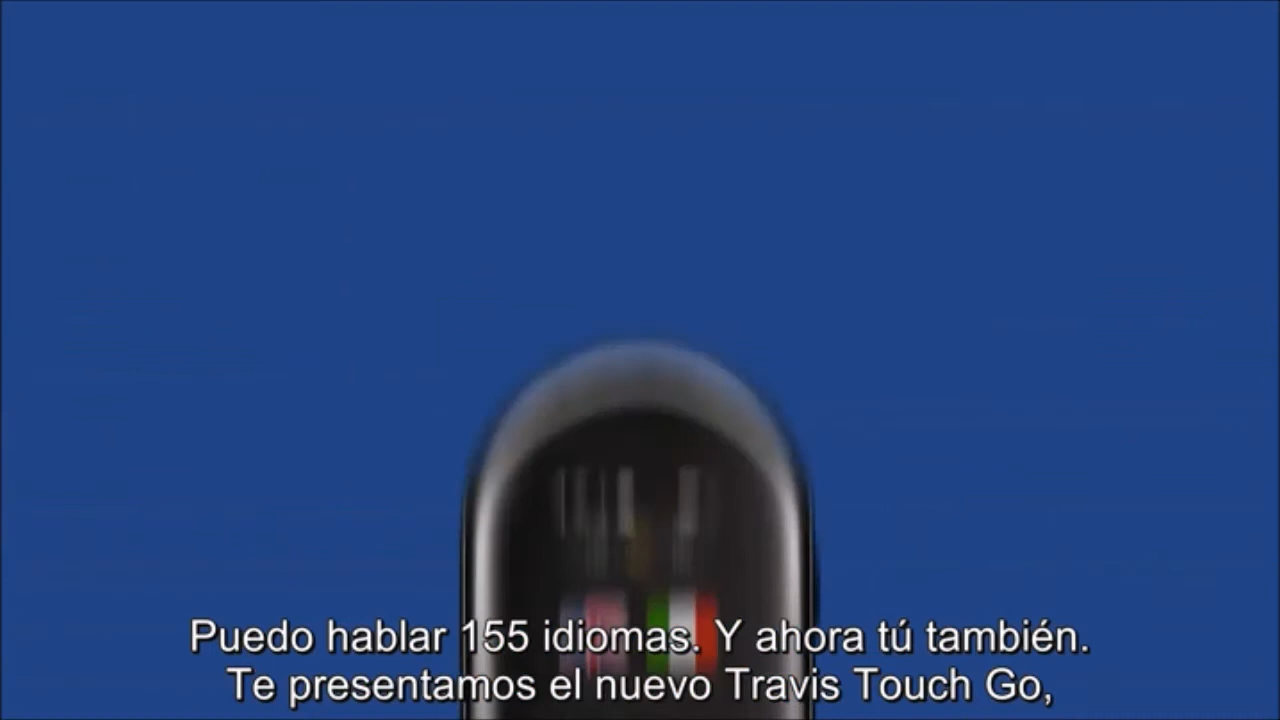 Puedo hablar 155 idiomas. Y ahora tú también.
Te presentamos el nuevo Travis Touch Go,